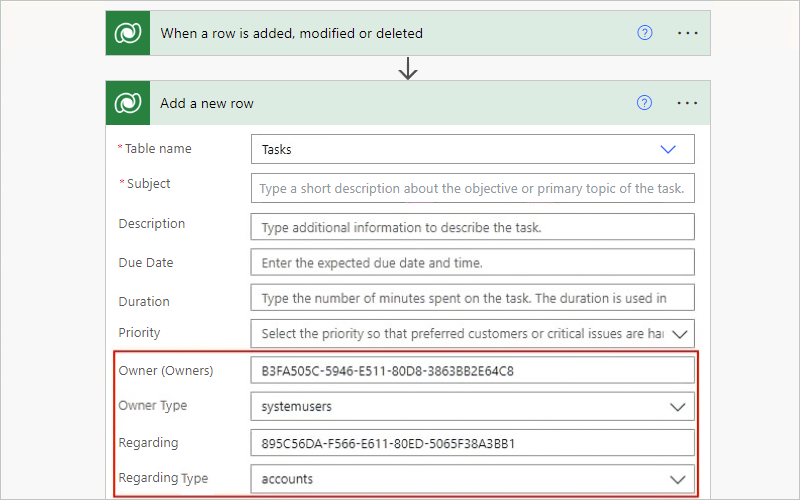 When a row is added, modified or deleted
Add a new row
* Table name Tasks
* Subject Type a short description about the objective or primary topic of the task.
Description Type additional information to describe the task.
Due Date Enter the expected due date and time.
Duration Type the number of minutes spent on the task. The duration is used in
Priority Select the priority so that preferred customers or critical issues are
Owner (Owners) B3FA505C-5946-E511-80D8-3863BB2E64C8
Owner Type systemusers
Regarding 895C56DA-F566-E611-80ED-5065F38A3BB1
Regarding Type accounts